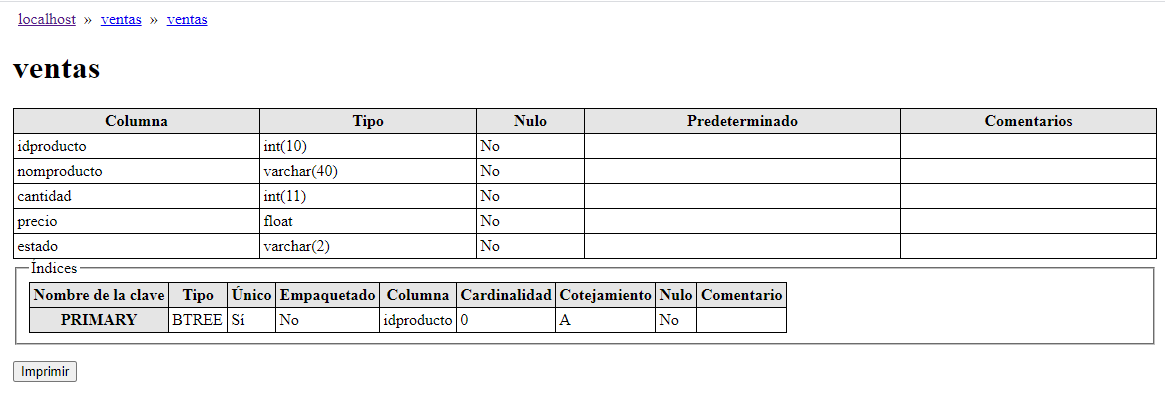 localhost » ventas » ventas
ventas
Columna Tipo Nulo Predeterminado Comentarios
idproducto int(10) No
nomproducto varchar(40) No
cantidad int(11) No
precio float No
estado varchar(2) No
Índices
Nombre de la clave Tipo Único Empaquetado Columna Cardinalidad Cotejamiento Nulo Comentario
PRIMARY BTREE Sí No idproducto 0 A No
Imprimir